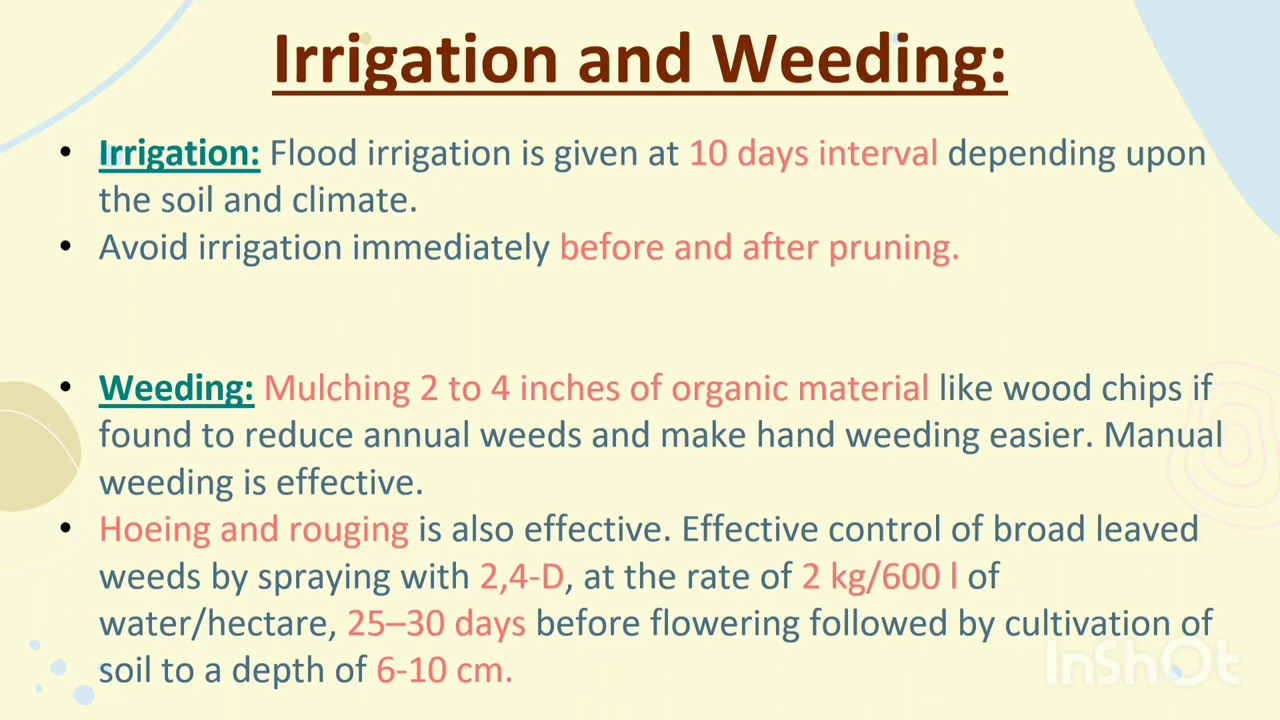 Irrigation and Weeding:
• Irrigation: Flood irrigation is given at 10 days interval depending upon
the soil and climate.
• Avoid irrigation immediately before and after pruning.
• Weeding: Mulching 2 to 4 inches of organic material like wood chips if
found to reduce annual weeds and make hand weeding easier. Manual
weeding is effective.
• Hoeing and rouging is also effective. Effective control of broad leaved
weeds by spraying with 2,4-D, at the rate of 2 kg/600 l of
water/hectare, 25–30 days before flowering followed by cultivation of
soil to a depth of 6-10 cm.
InShOt